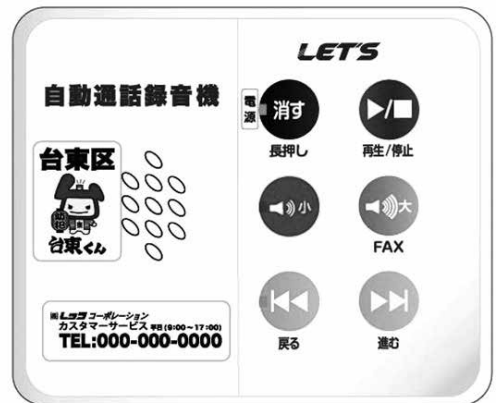 LET'S
自動通話録音機
電源
消す
▶/■
長押し
再生/停止
台東区
台東くん
小
大
FAX
戻る
進む
㈱レッツコーポレーション
カスタマーサービス 平日(9:00~17:00)
TEL:000-000-0000